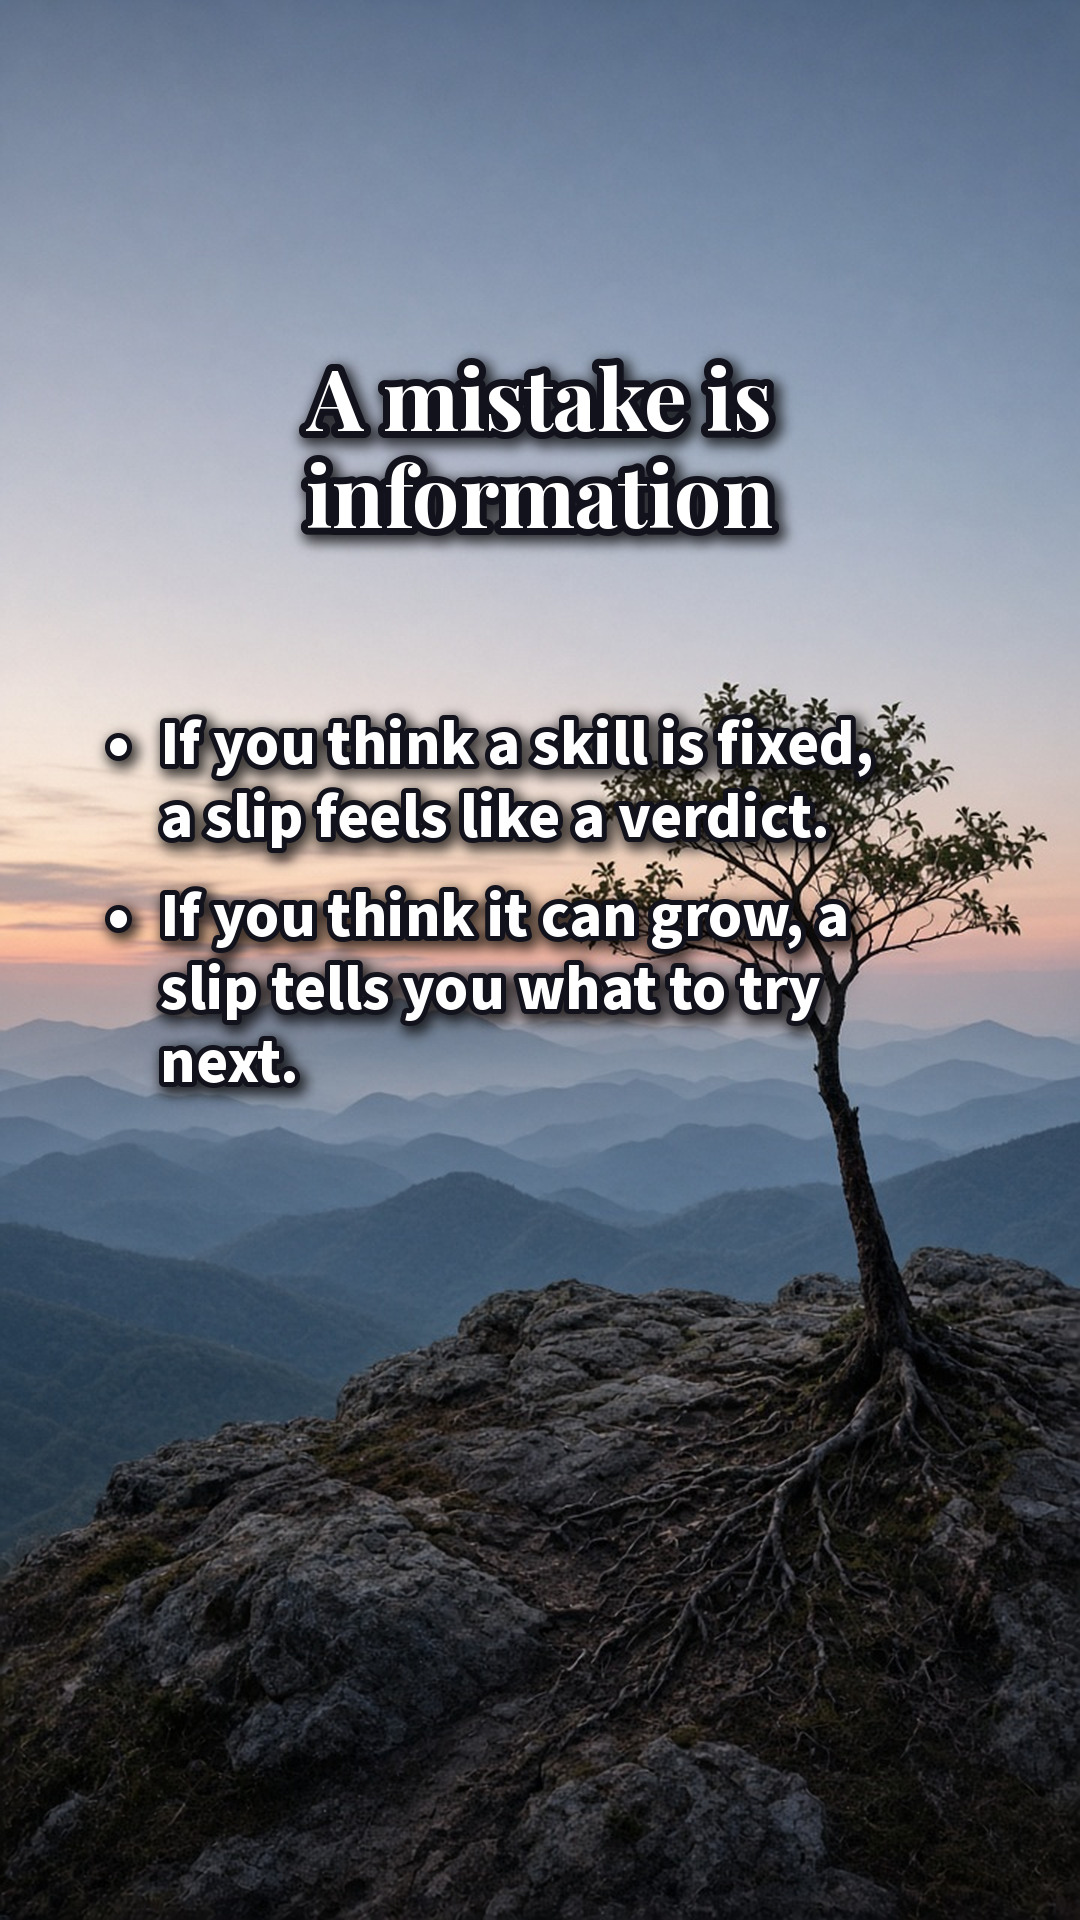 A mistake is
information
• If you think a skill is fixed,
a slip feels like a verdict.
• If you think it can grow, a
slip tells you what to try
next.